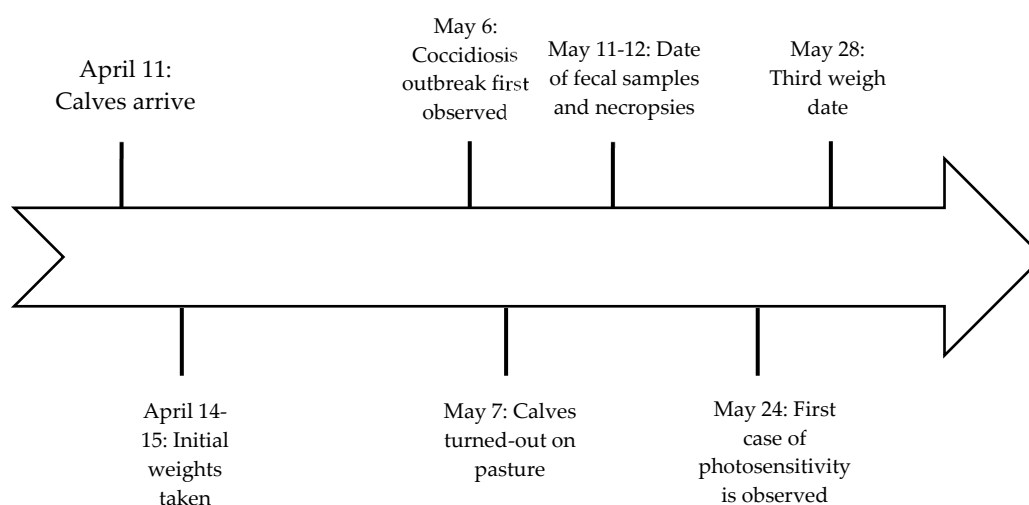 April 11:
Calves arrive
May 6:
Coccidiosis
outbreak first
observed
May 11-12: Date
of fecal samples
and necropsies
May 28:
Third weigh
date
April 14-
15: Initial
weights
taken
May 7: Calves
turned-out on
pasture
May 24: First
case of
photosensitivity
is observed